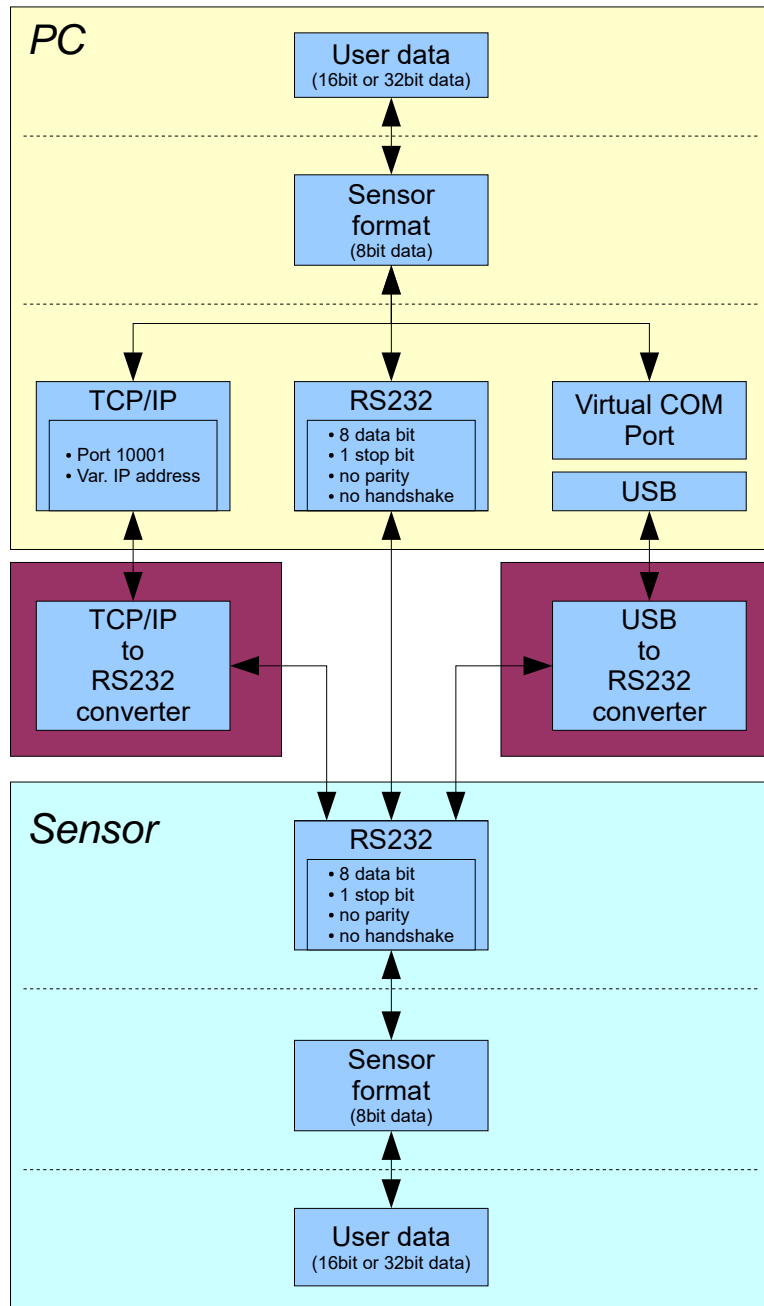 PC
User data
(16bit or 32bit data)
Sensor
format
(8bit data)
TCP/IP
• Port 10001
• Var. IP address
RS232
• 8 data bit
• 1 stop bit
• no parity
• no handshake
Virtual COM
Port
USB
TCP/IP
to
RS232
converter
USB
to
RS232
converter
Sensor
RS232
• 8 data bit
• 1 stop bit
• no parity
• no handshake
Sensor
format
(8bit data)
User data
(16bit or 32bit data)